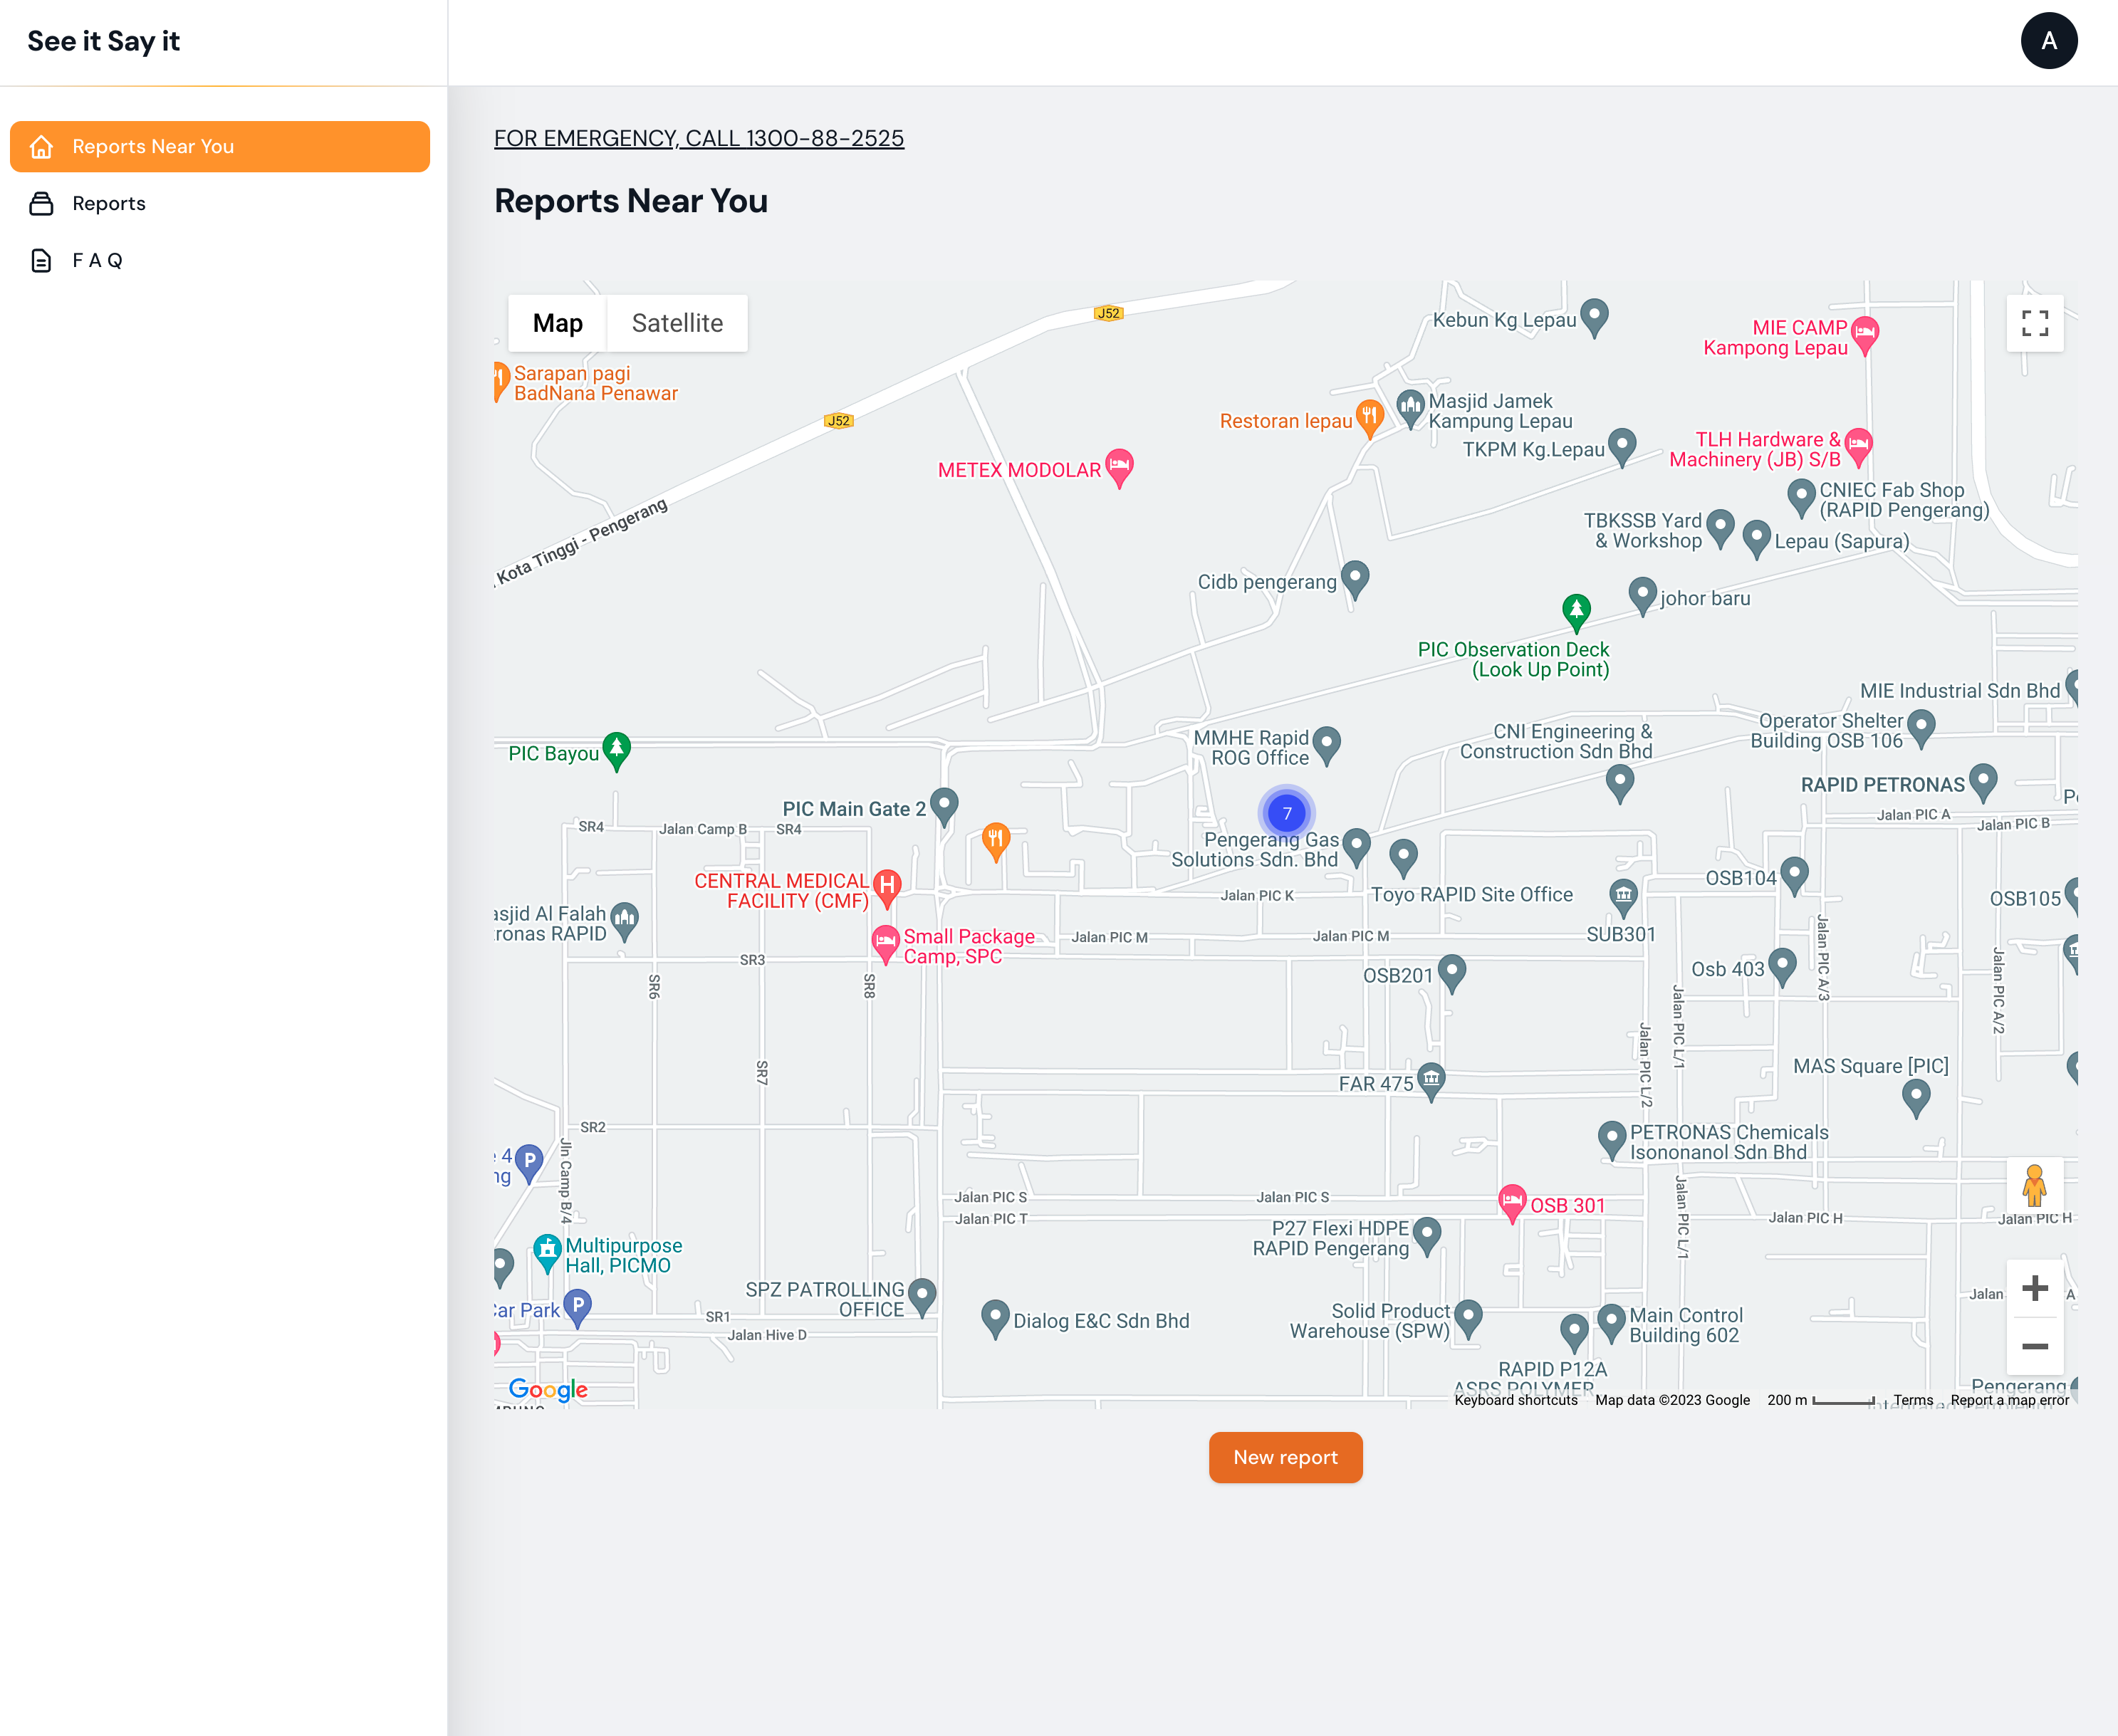 See it Say it
A
Reports Near You
Reports
F A Q
FOR EMERGENCY, CALL 1300-88-2525
Reports Near You
Map
Satellite
J52
Kebun Kg Lepau
MIE CAMP
Kampong Lepau
Sarapan pagi
BadNana Penawar
J52
Restoran lepau
Masjid Jamek
Kampung Lepau
TKPM Kg.Lepau
TLH Hardware &
Machinery (JB) S/B
METEX MODOLAR
CNIEC Fab Shop
(RAPID Pengerang)
TBKSSB Yard
& Workshop
Lepau (Sapura)
Kota Tinggi - Pengerang
Cidb pengerang
johor baru
PIC Observation Deck
(Look Up Point)
MIE Industrial Sdn Bhd
Operator Shelter
Building OSB 106
CNI Engineering &
Construction Sdn Bhd
MMHE Rapid
ROG Office
PIC Bayou
RAPID PETRONAS
PIC Main Gate 2
7
Jalan PIC A
Jalan PIC B
SR4
Jalan Camp B
SR4
Pengerang Gas
Solutions Sdn. Bhd
CENTRAL MEDICAL
FACILITY (CMF)
H
OSB104
Jalan PIC K
Toyo RAPID Site Office
OSB105
asjid Al Falah
tronas RAPID
Small Package
Camp, SPC
Jalan PIC M
Jalan PIC M
SUB301
SR3
OSB201
Osb 403
Jalan PIC A/3
SR6
SR8
Jalan PIC A/2
Jalan PIC L/1
Jalan PIC L/2
SR7
MAS Square [PIC]
FAR 475
SR2
PETRONAS Chemicals
Isononanol Sdn Bhd
e 4
ng
P
Jln Camp B/4
Jalan PIC S
Jalan PIC S
OSB 301
Jalan PIC T
Jalan PIC L/1
Jalan PIC H
Jalan PIC H
P27 Flexi HDPE
RAPID Pengerang
Multipurpose
Hall, PICMO
SPZ PATROLLING
OFFICE
Jalan
A
Car Park
P
SR1
Dialog E&C Sdn Bhd
Solid Product
Warehouse (SPW)
Main Control
Building 602
Jalan Hive D
RAPID P12A
ASRS POLYMER
Pengerang
Integrated Petroleum
Google
Keyboard shortcuts
Map data ©2023 Google
200 m
Terms
Report a map error
New report